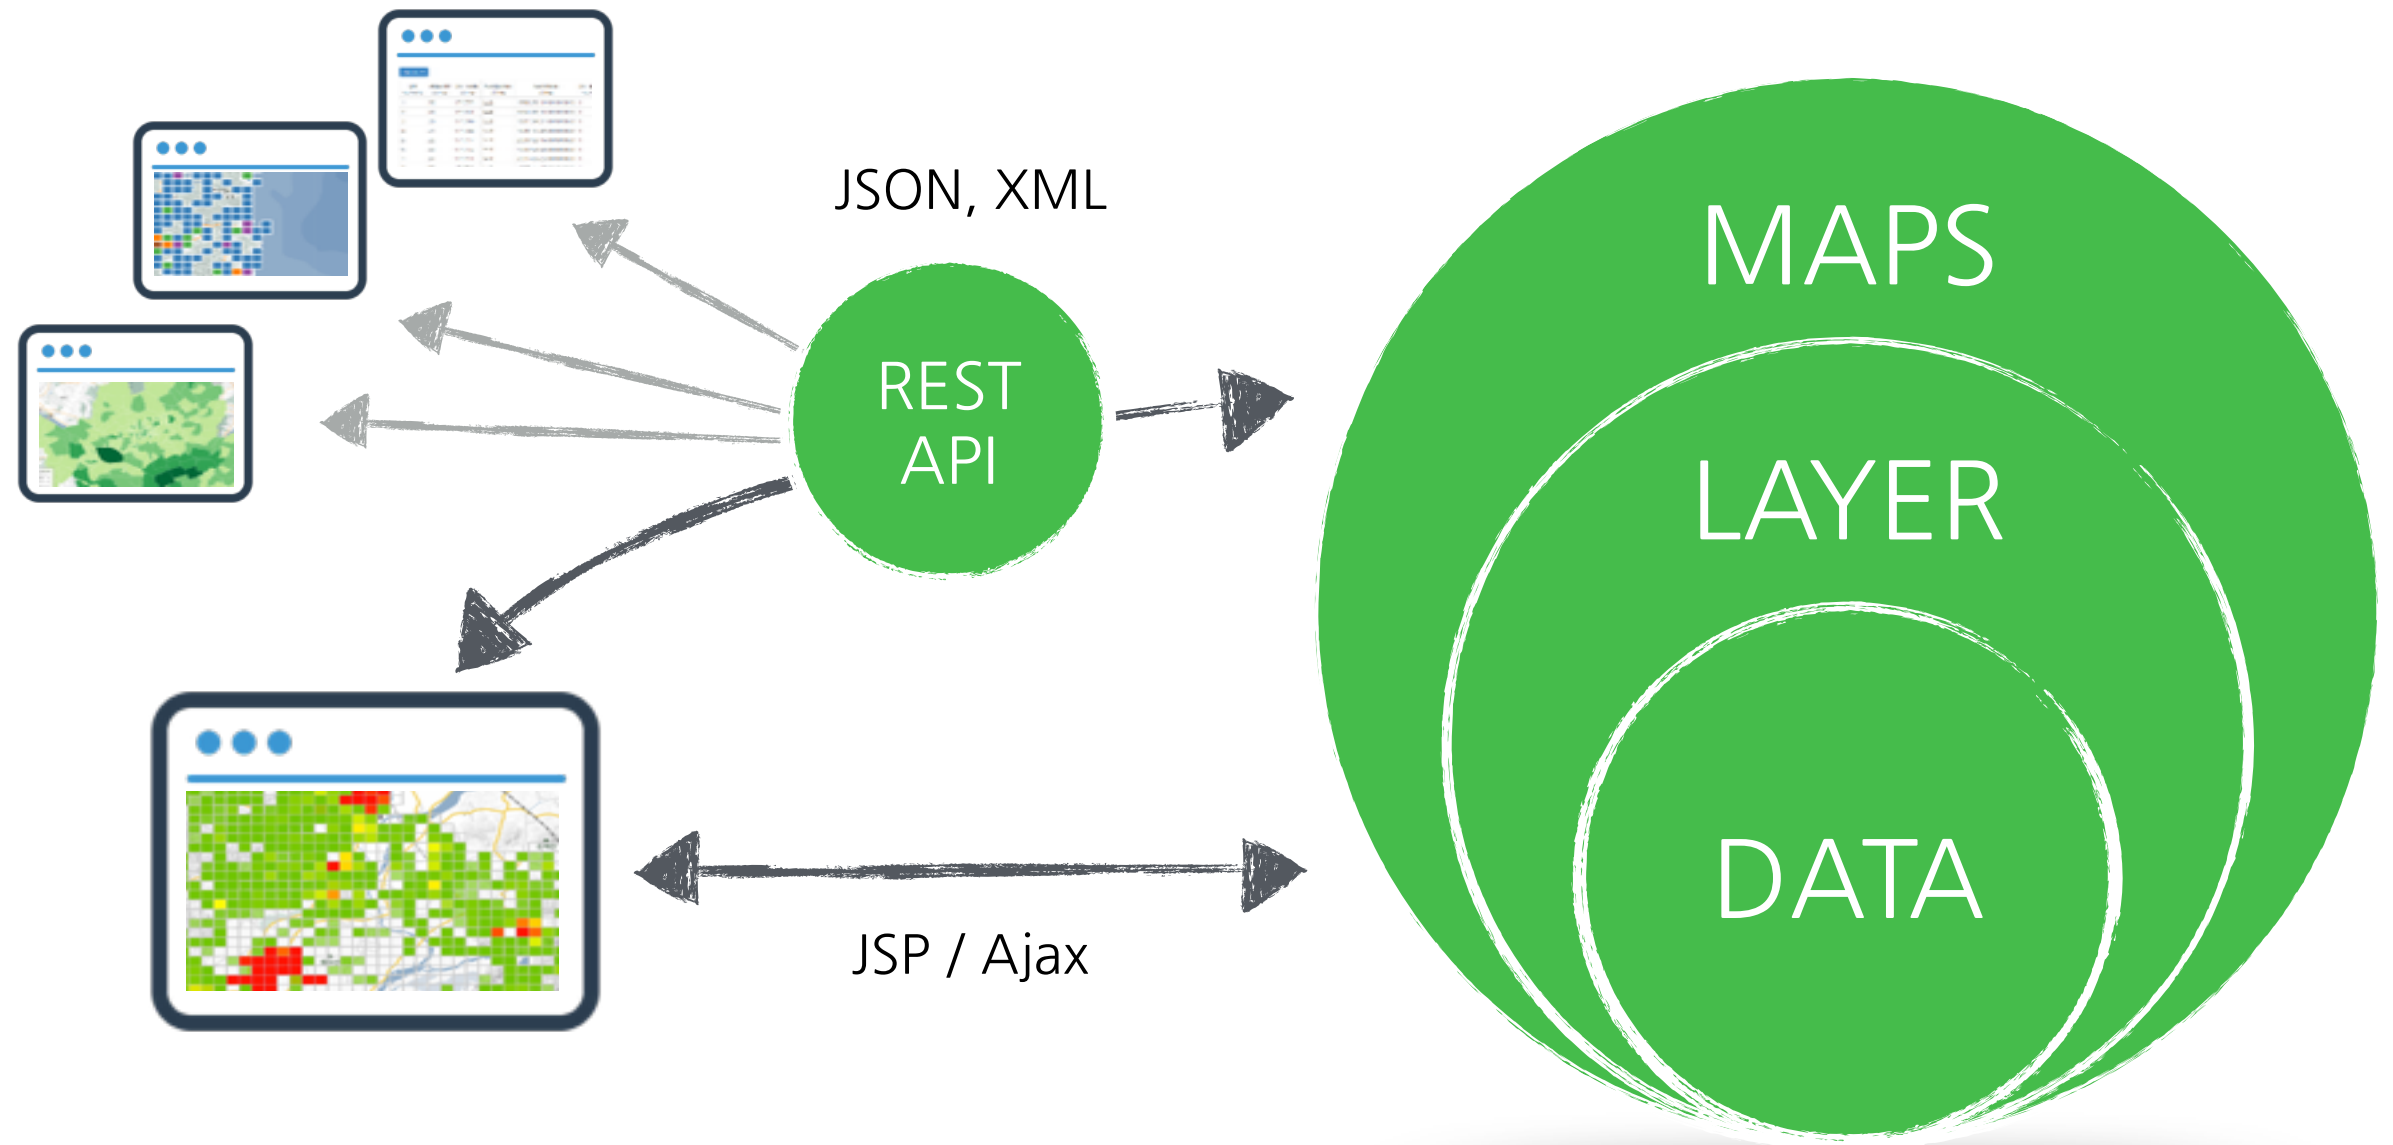 JSON, XML
REST
API
MAPS
LAYER
DATA
JSP / Ajax